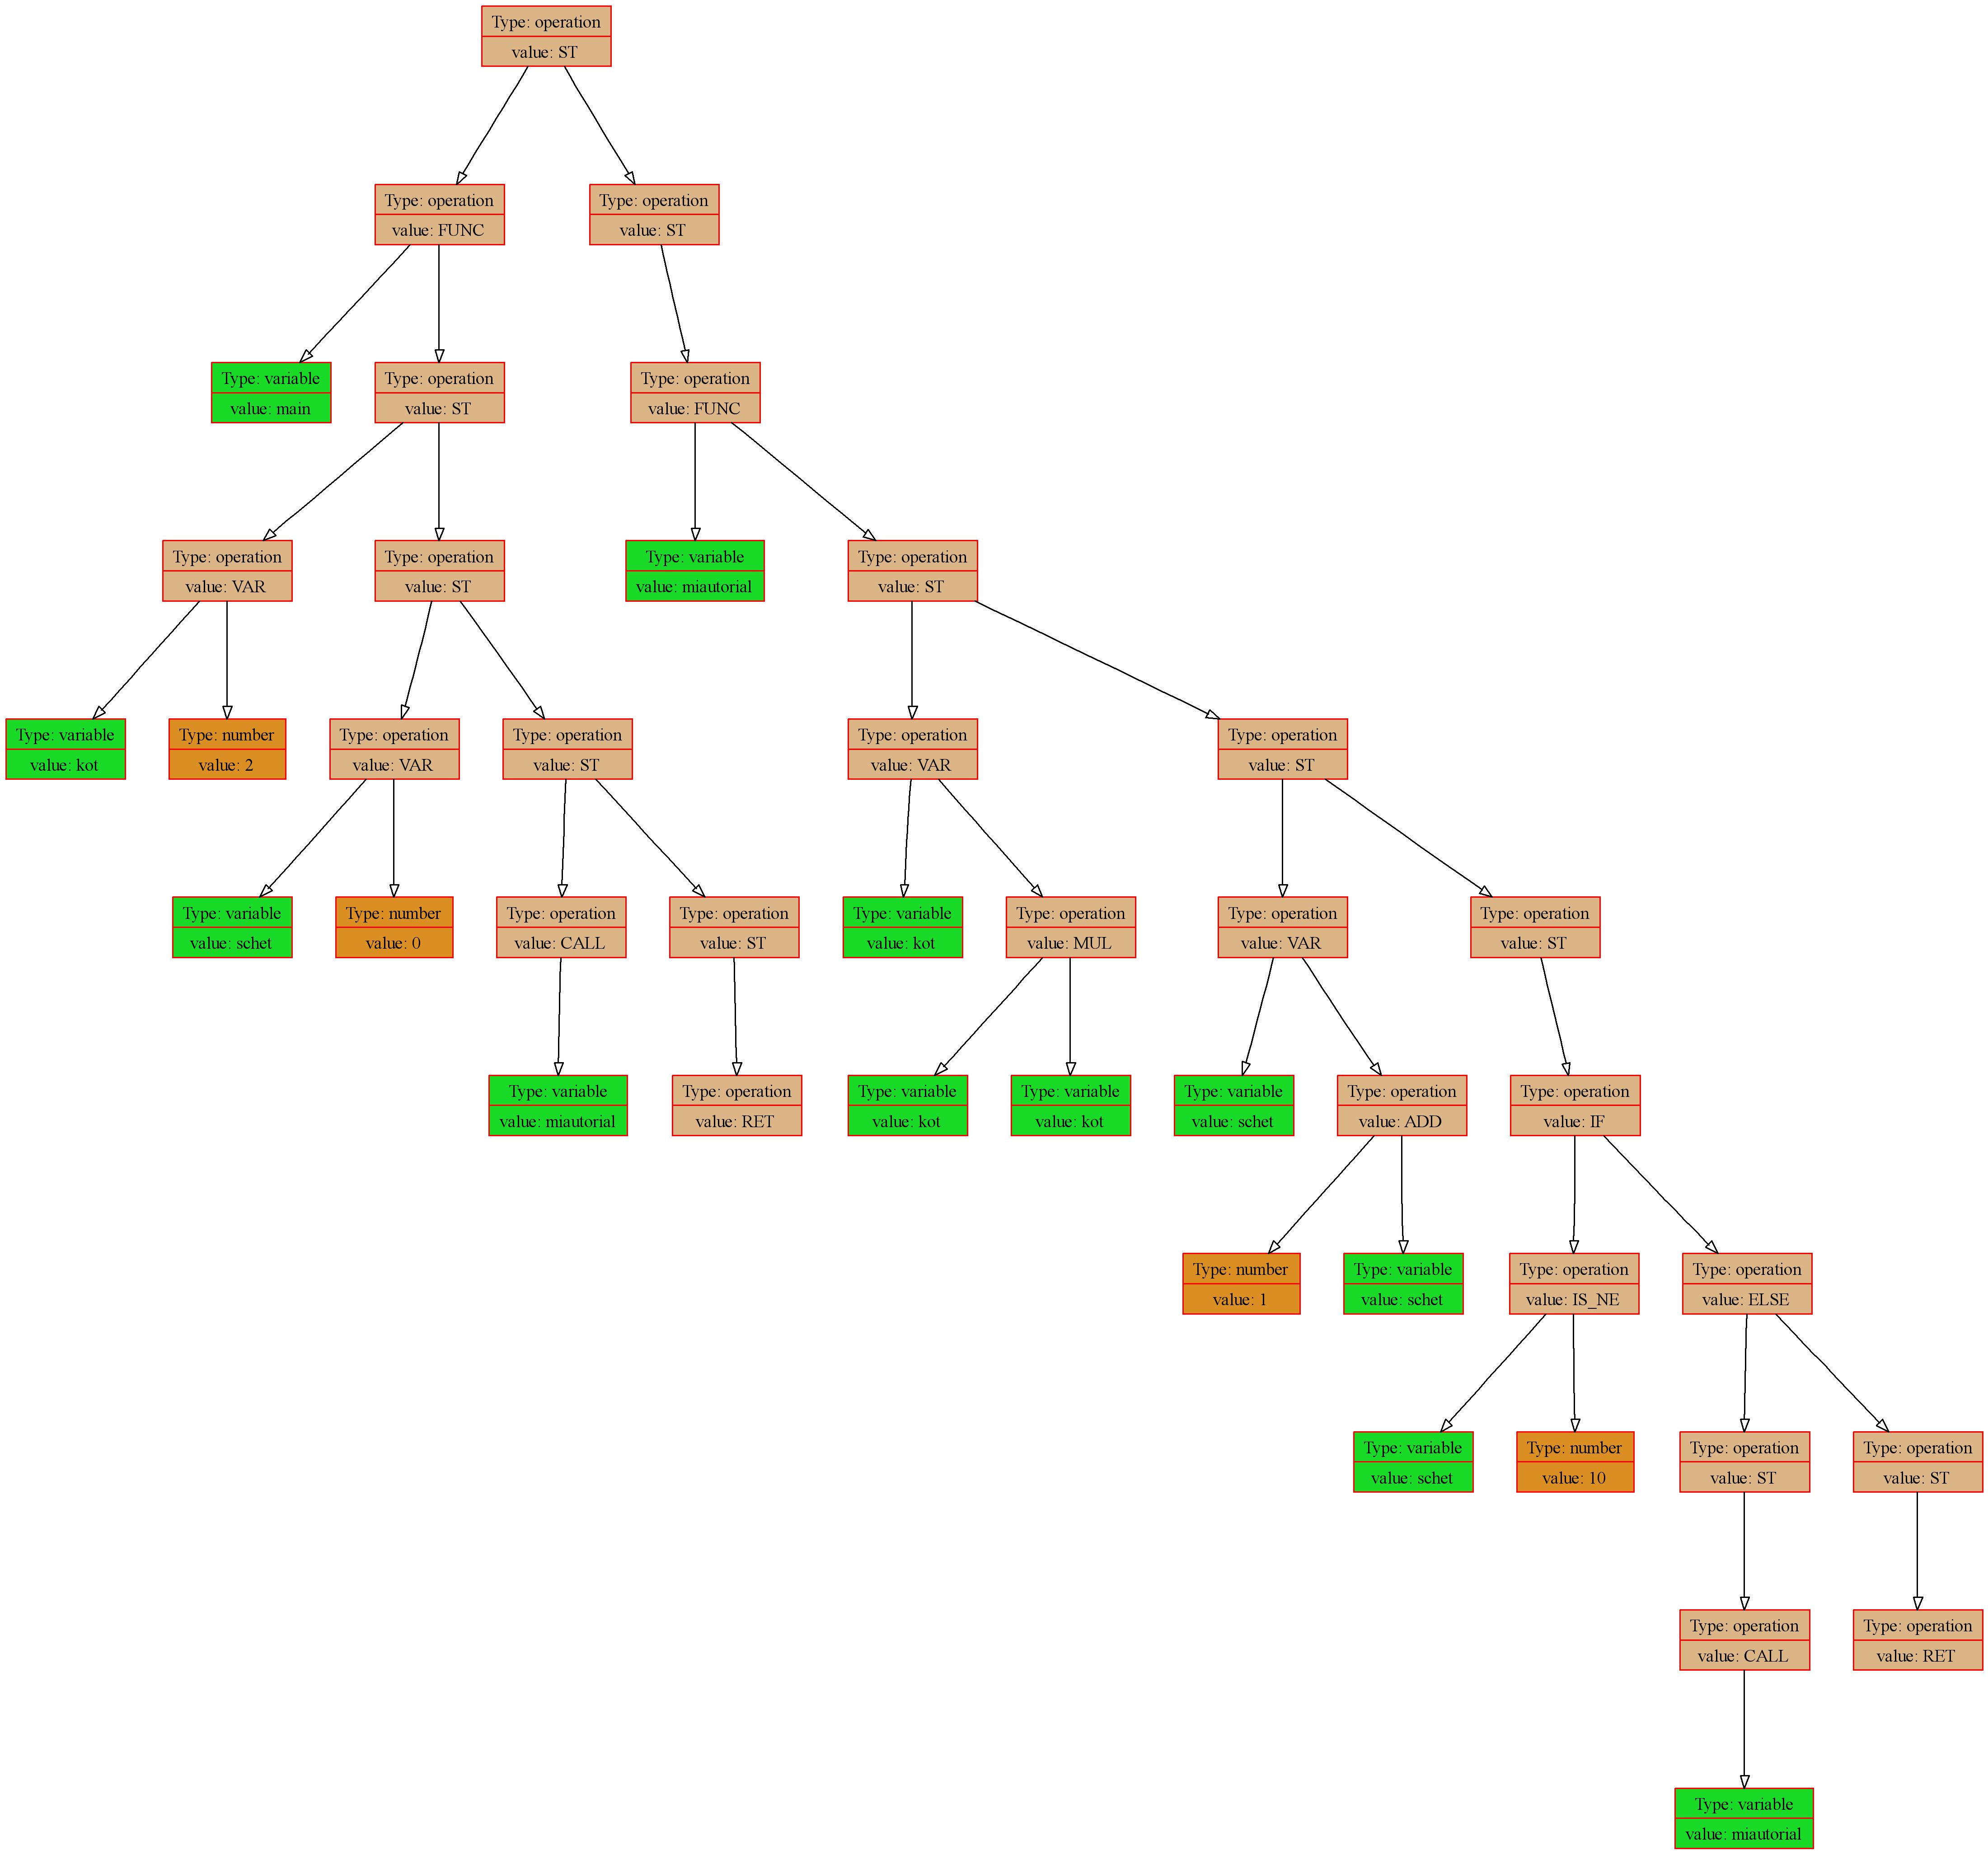 Type: operation
value: ST
Type: operation
value: FUNC
Type: operation
value: ST
Type: variable
value: main
Type: operation
value: ST
Type: operation
value: FUNC
Type: operation
value: VAR
Type: operation
value: ST
Type: variable
value: miautorial
Type: operation
value: ST
Type: variable
value: kot
Type: number
value: 2
Type: operation
value: VAR
Type: operation
value: ST
Type: operation
value: VAR
Type: operation
value: ST
Type: variable
value: schet
Type: number
value: 0
Type: operation
value: CALL
Type: operation
value: ST
Type: variable
value: kot
Type: operation
value: MUL
Type: operation
value: VAR
Type: operation
value: ST
Type: variable
value: miautorial
Type: operation
value: RET
Type: variable
value: kot
Type: variable
value: kot
Type: variable
value: schet
Type: operation
value: ADD
Type: operation
value: IF
Type: number
value: 1
Type: variable
value: schet
Type: operation
value: IS_NE
Type: operation
value: ELSE
Type: variable
value: schet
Type: number
value: 10
Type: operation
value: ST
Type: operation
value: ST
Type: operation
value: CALL
Type: operation
value: RET
Type: variable
value: miautorial